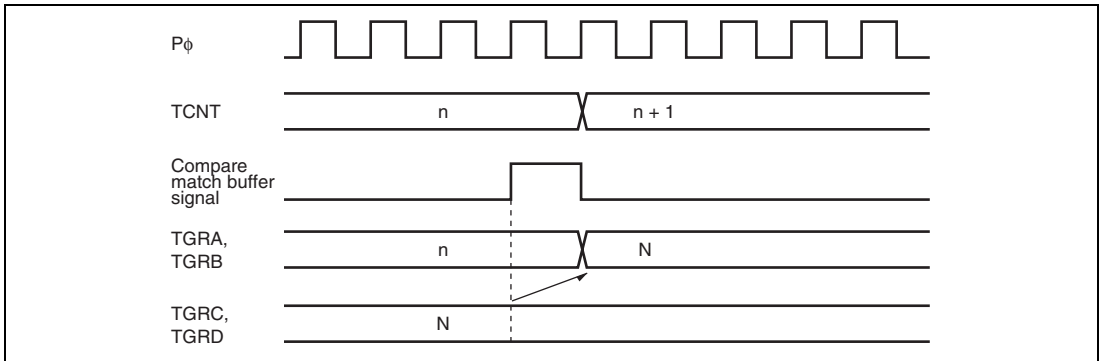 Pϕ
TCNT
n
n + 1
Compare
match buffer
signal
TGRA,
TGRB
n
N
TGRC,
TGRD
N